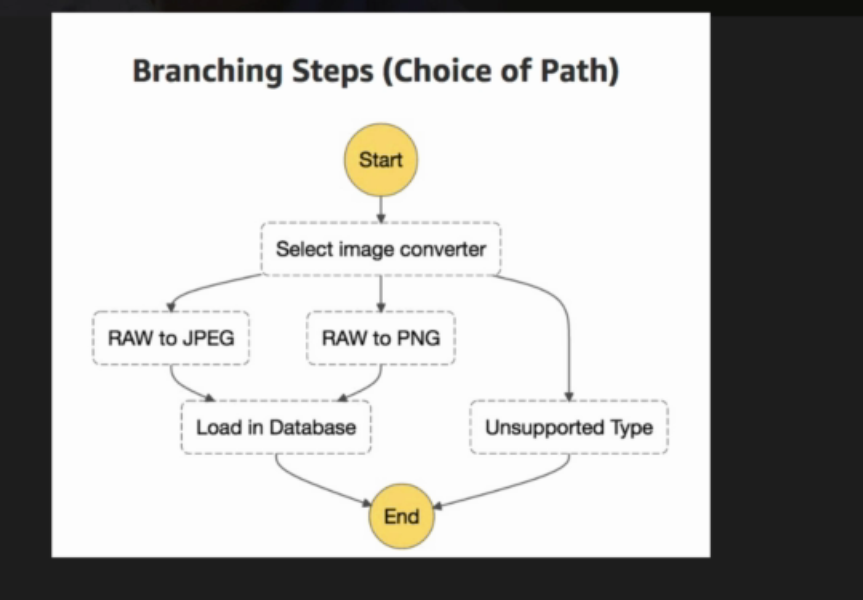 Branching Steps (Choice of Path)
Start
Select image converter
RAW to JPEG
RAW to PNG
Load in Database
Unsupported Type
End